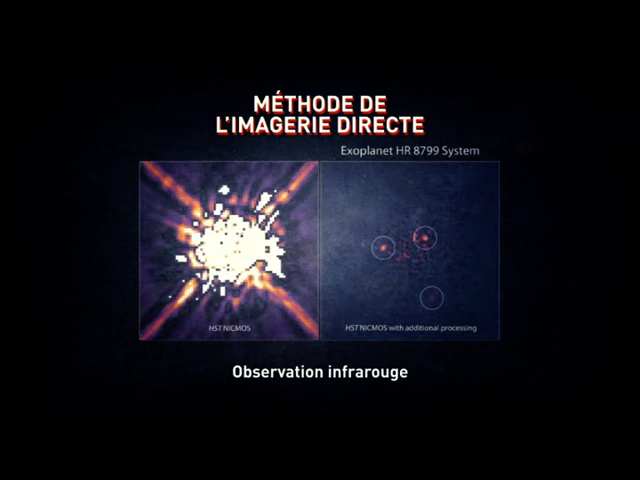 MÉTHODE DE
L'IMAGERIE DIRECTE
Exoplanet HR 8799 System
HST NICMOS
HST NICMOS with additional processing
Observation infrarouge